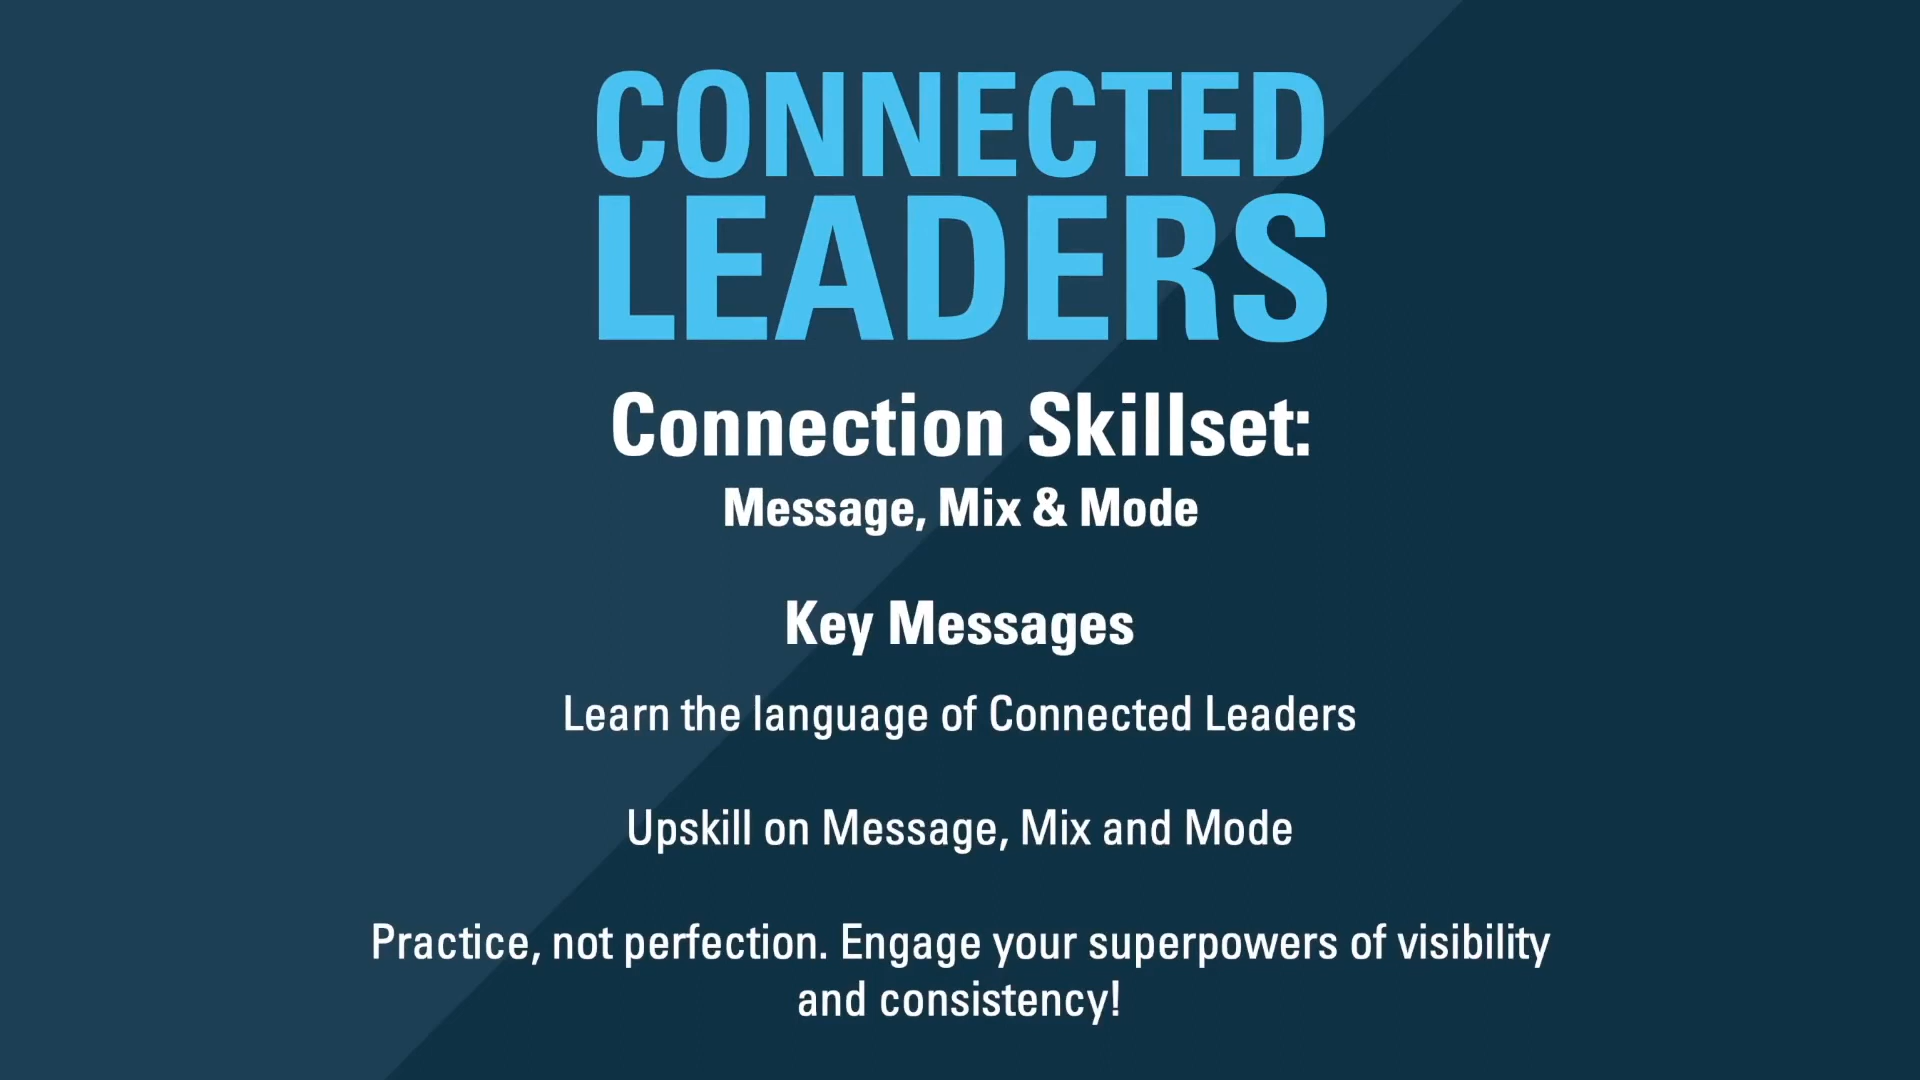 CONNECTED
LEADERS
Connection Skillset:
Message, Mix & Mode
Key Messages
Learn the language of Connected Leaders
Upskill on Message, Mix and Mode
Practice, not perfection. Engage your superpowers of visibility
and consistency!